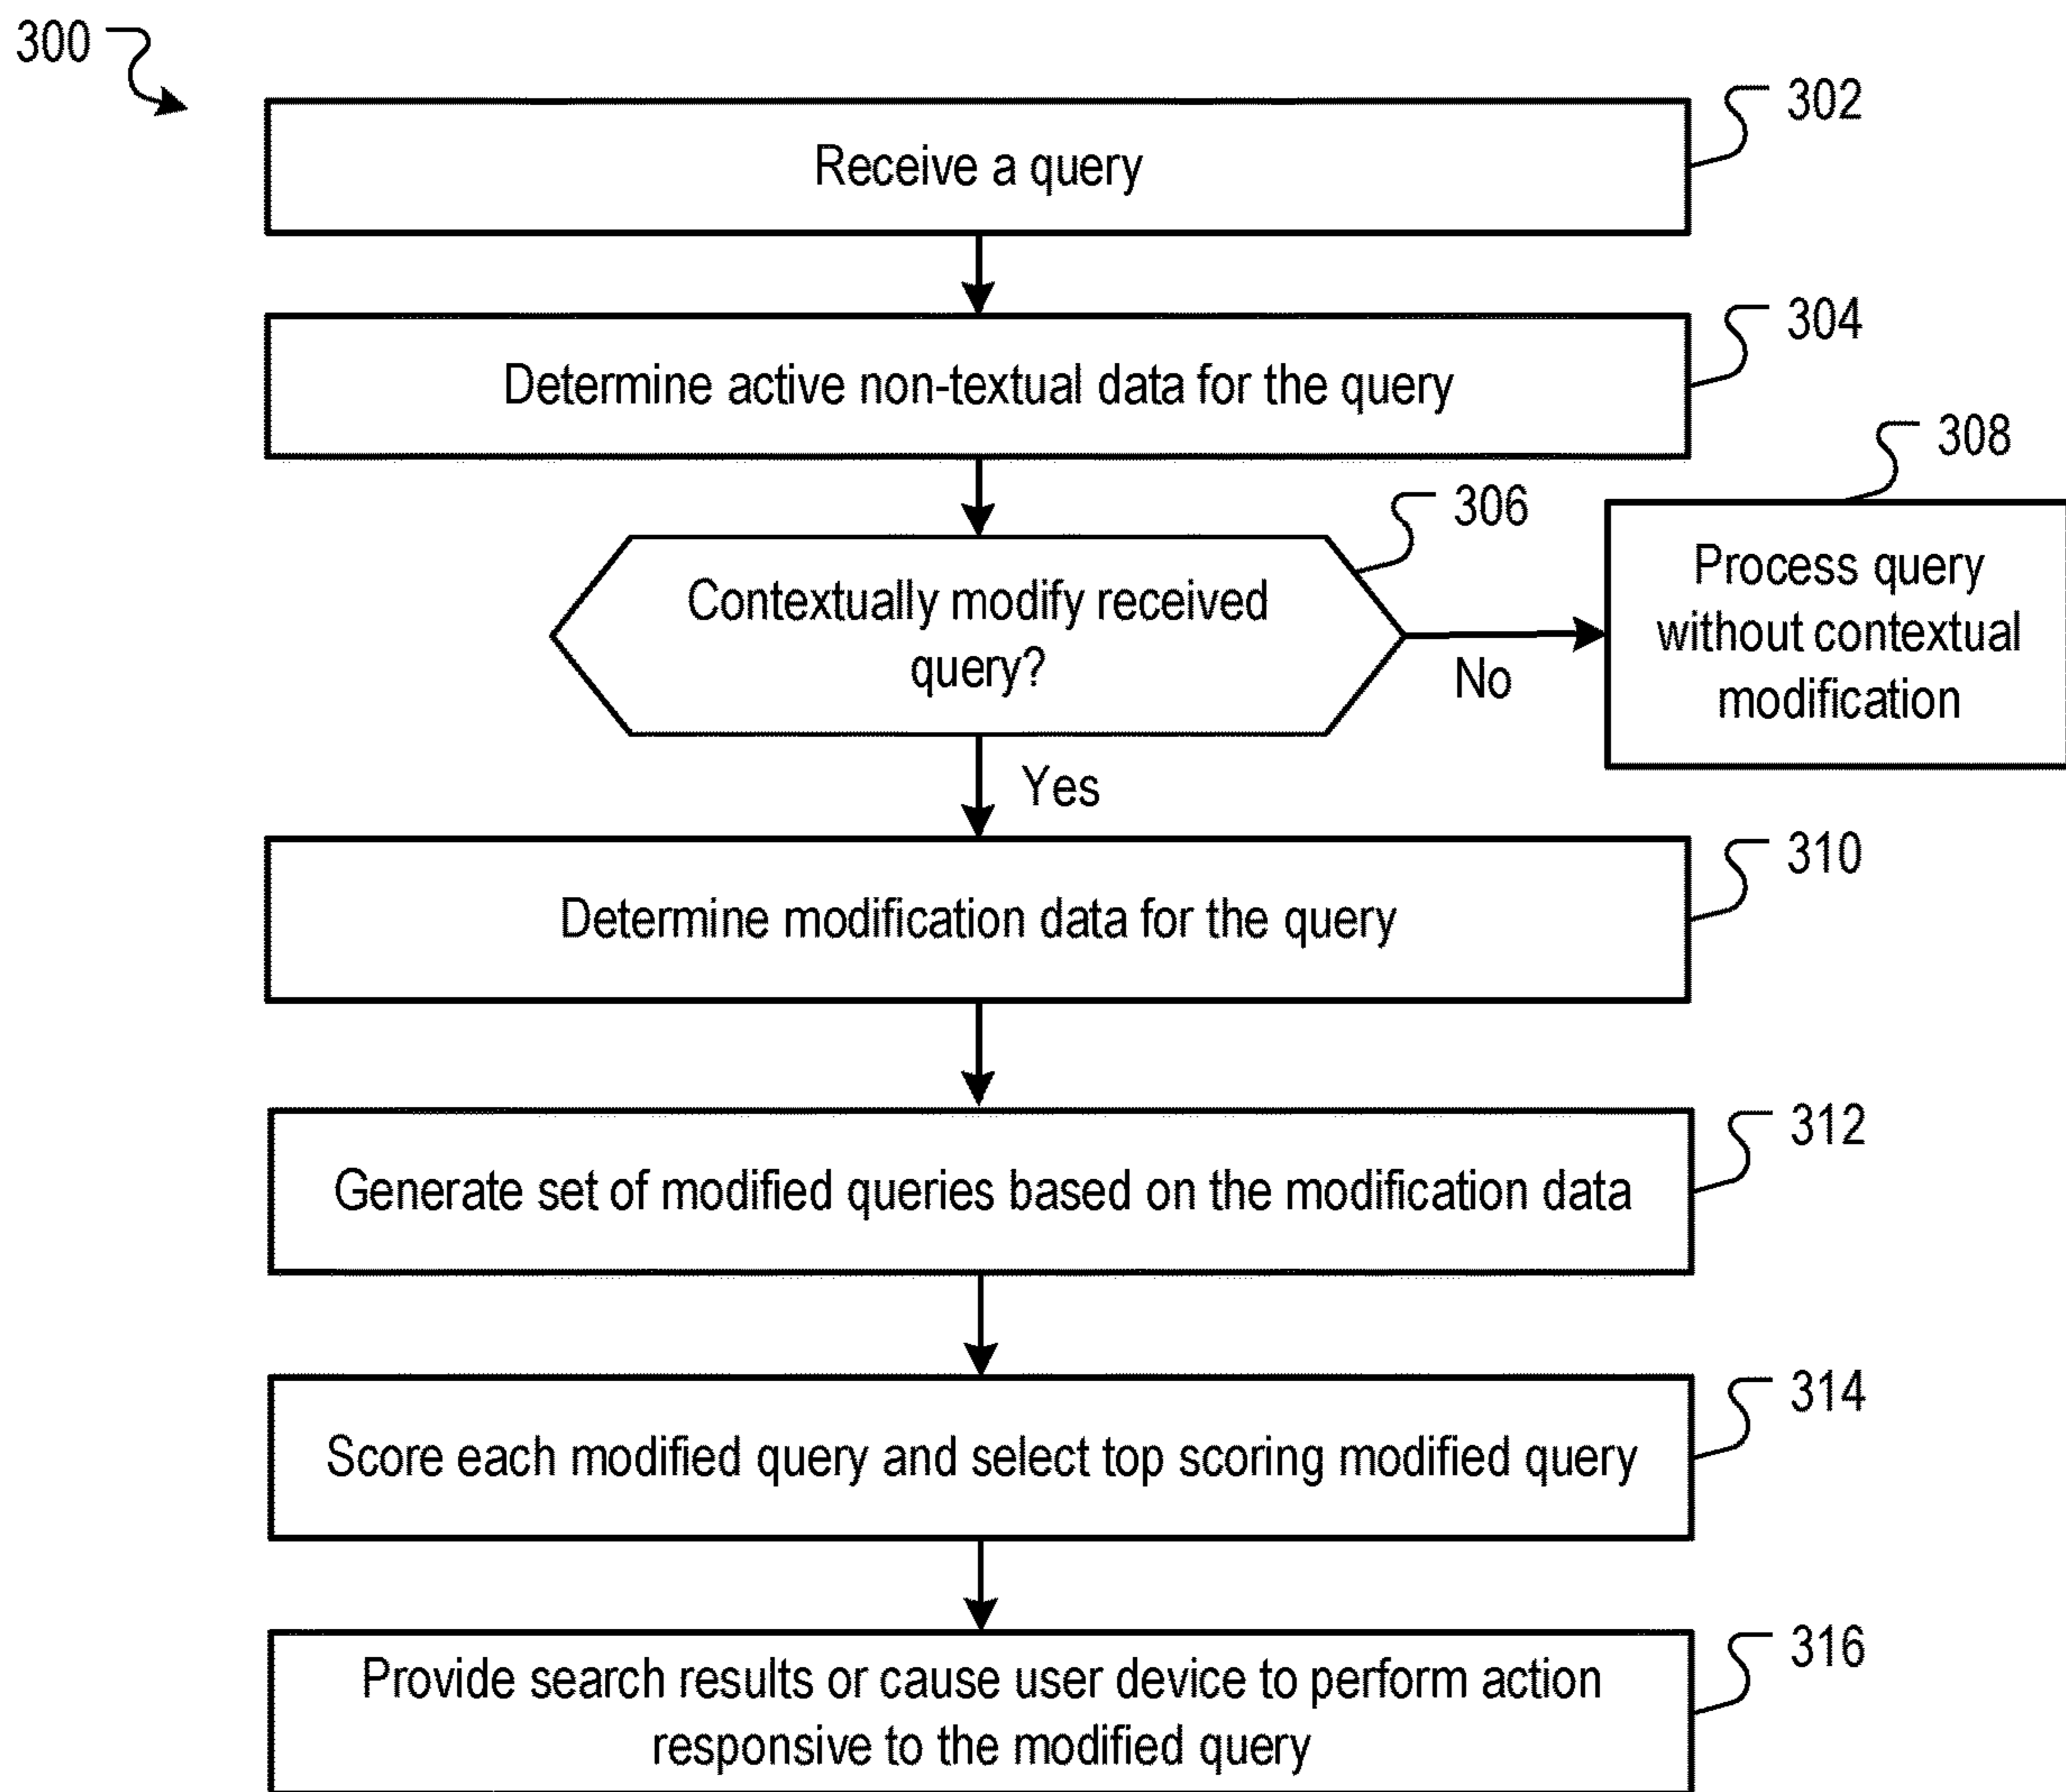 300
302
Receive a query
304
Determine active non-textual data for the query
308
306
Process query
without contextual
modification
Contextually modify received
query?
No
Yes
310
Determine modification data for the query
312
Generate set of modified queries based on the modification data
314
Score each modified query and select top scoring modified query
316
Provide search results or cause user device to perform action
responsive to the modified query